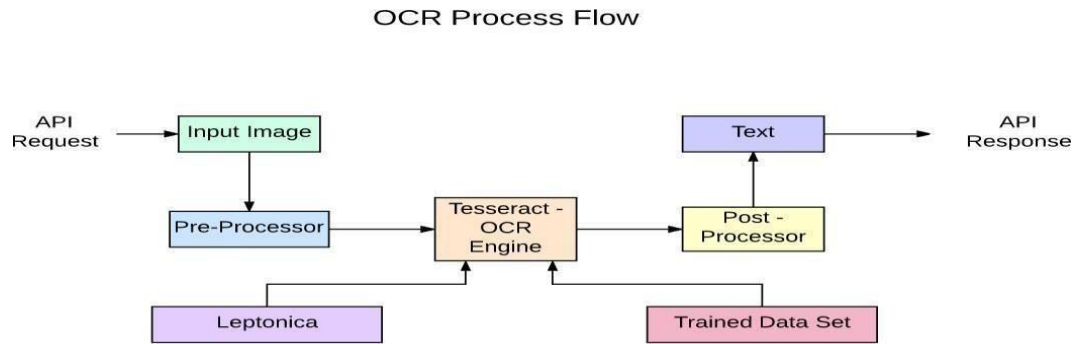 OCR Process Flow
API
Request
Input Image
Text
API
Response
Pre-Processor
Tesseract -
OCR
Engine
Post -
Processor
Leptonica
Trained Data Set